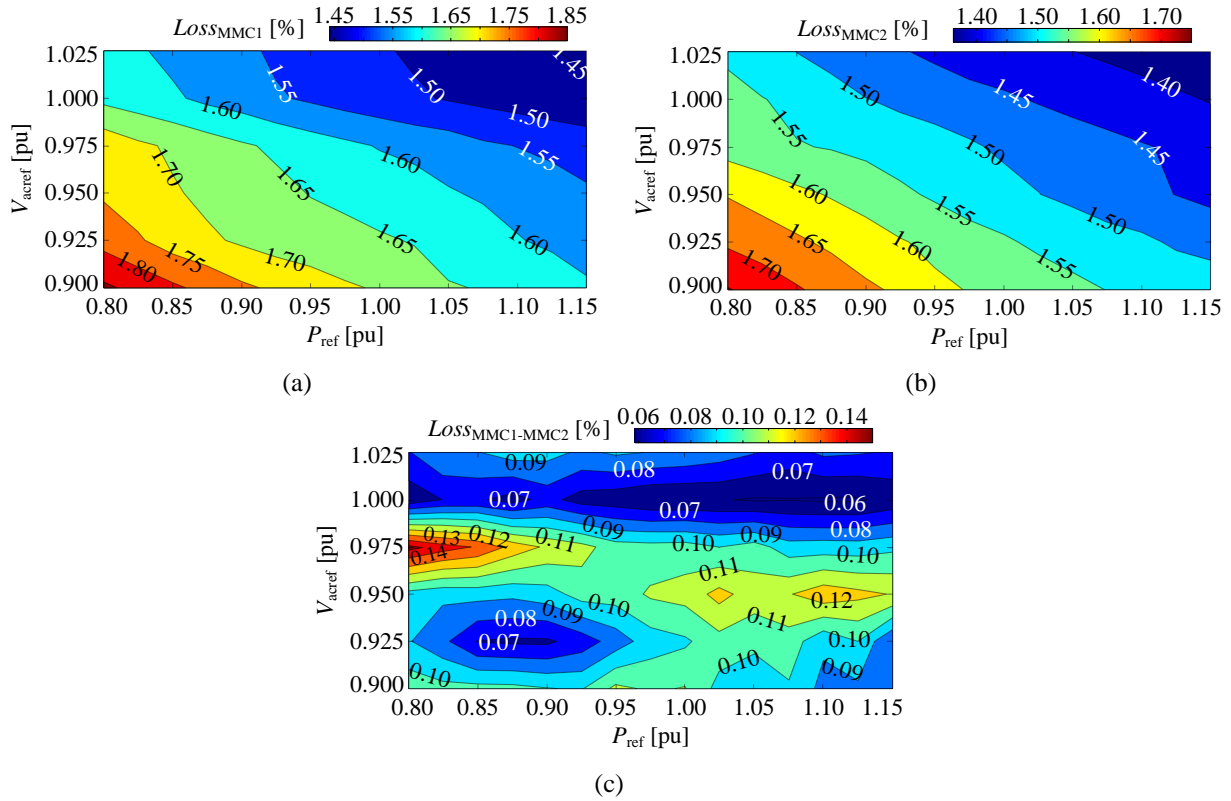 Loss_MMC1 [%]
1.45 1.55 1.65 1.75 1.85
V_acref [pu]
1.025
1.000
0.975
0.950
0.925
0.900
1.45
1.50
1.55
1.50
1.60
1.55
1.60
1.70
1.65
1.65
1.60
1.70
1.75
1.80
0.80 0.85 0.90 0.95 1.00 1.05 1.10 1.15
P_ref [pu]
(a)
Loss_MMC2 [%]
1.40 1.50 1.60 1.70
V_acref [pu]
1.025
1.000
0.975
0.950
0.925
0.900
1.40
1.45
1.50
1.55
1.50
1.45
1.60
1.55
1.50
1.65
1.60
1.55
1.70
0.80 0.85 0.90 0.95 1.00 1.05 1.10 1.15
P_ref [pu]
(b)
Loss_MMC1-MMC2 [%]
0.06 0.08 0.10 0.12 0.14
V_acref [pu]
1.025
1.000
0.975
0.950
0.925
0.900
0.09 0.08 0.07
0.07 0.07 0.06
0.09 0.09 0.08
0.13 0.12 0.11 0.10 0.10
0.14
0.11
0.10 0.12
0.09
0.08 0.11
0.07 0.10
0.10 0.10 0.09
0.80 0.85 0.90 0.95 1.00 1.05 1.10 1.15
P_ref [pu]
(c)